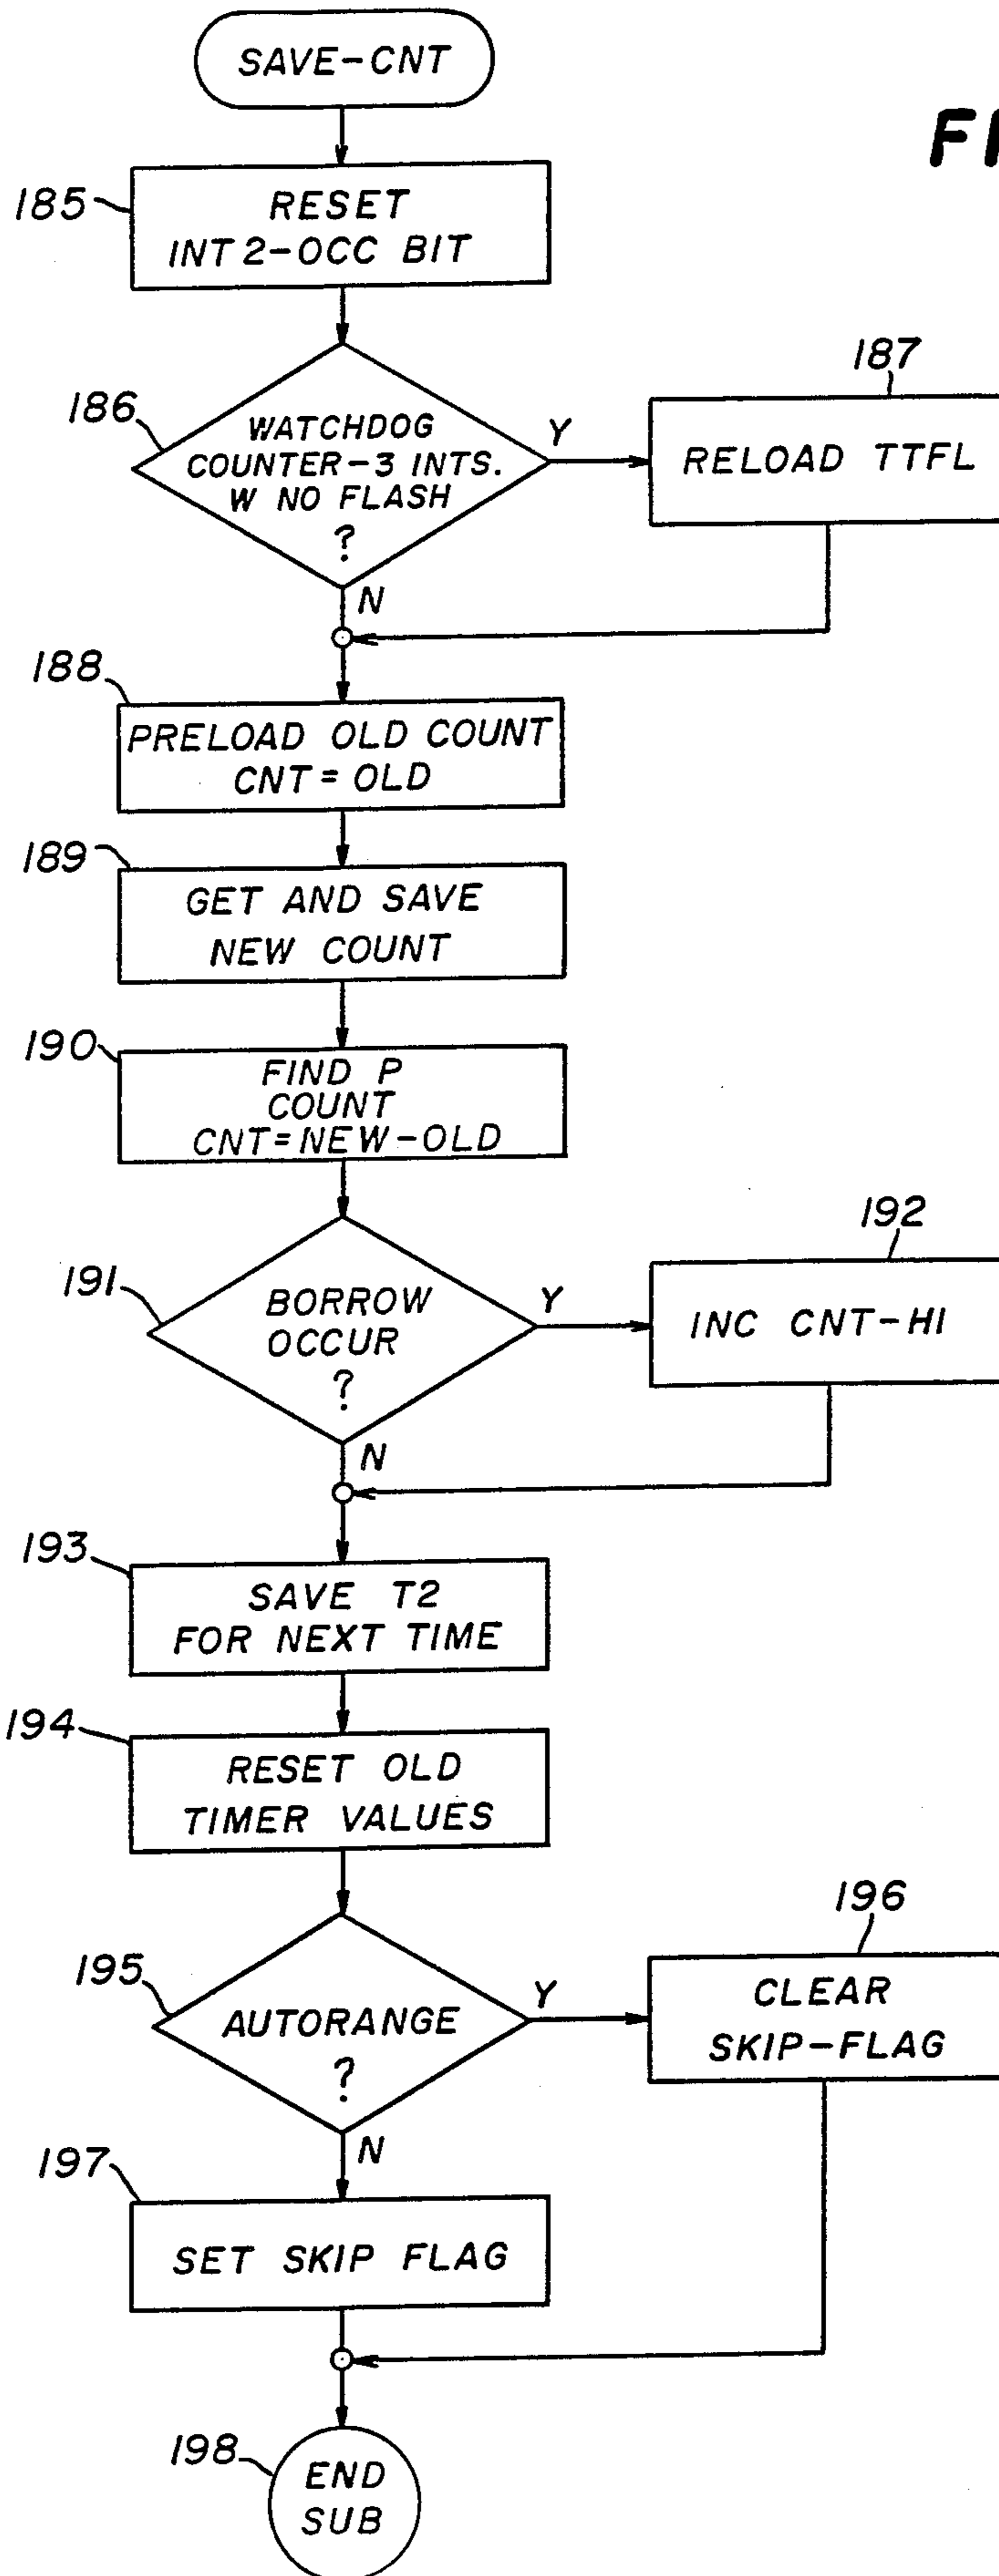 SAVE-CNT
FI
185
RESET
INT 2-OCC BIT
187
186
WATCHDOG
COUNTER-3 INTS.
W NO FLASH
?
Y
RELOAD TTFL
N
188
PRELOAD OLD COUNT
CNT = OLD
189
GET AND SAVE
NEW COUNT
190
FIND P
COUNT
CNT=NEW-OLD
192
191
BORROW
OCCUR
?
Y
INC CNT-HI
N
193
SAVE T2
FOR NEXT TIME
194
RESET OLD
TIMER VALUES
196
195
AUTORANGE
?
Y
CLEAR
SKIP-FLAG
N
197
SET SKIP FLAG
198
END
SUB